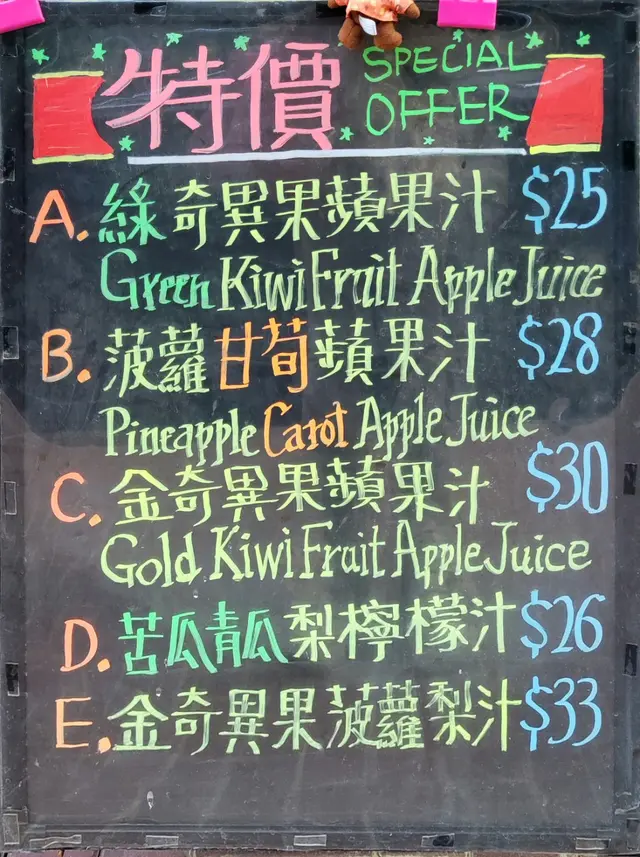 特價 SPECIAL OFFER
A. 綠奇異果蘋果汁 $25
Green Kiwi Fruit Apple Juice
B. 菠蘿甘荀蘋果汁 $28
Pineapple Carot Apple Juice
C. 金奇異果蘋果汁 $30
Gold Kiwi Fruit Apple Juice
D. 苦瓜青瓜梨檸檬汁 $26
E. 金奇異果菠蘿梨汁 $33